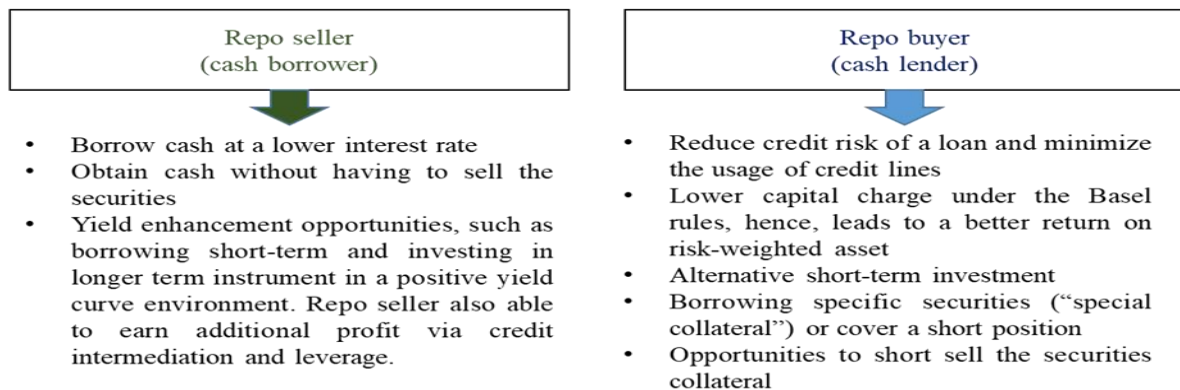 Repo seller
(cash borrower)
• Borrow cash at a lower interest rate
• Obtain cash without having to sell the
securities
• Yield enhancement opportunities, such as
borrowing short-term and investing in
longer term instrument in a positive yield
curve environment. Repo seller also able
to earn additional profit via credit
intermediation and leverage.
Repo buyer
(cash lender)
• Reduce credit risk of a loan and minimize
the usage of credit lines
• Lower capital charge under the Basel
rules, hence, leads to a better return on
risk-weighted asset
• Alternative short-term investment
• Borrowing specific securities (“special
collateral”) or cover a short position
• Opportunities to short sell the securities
collateral